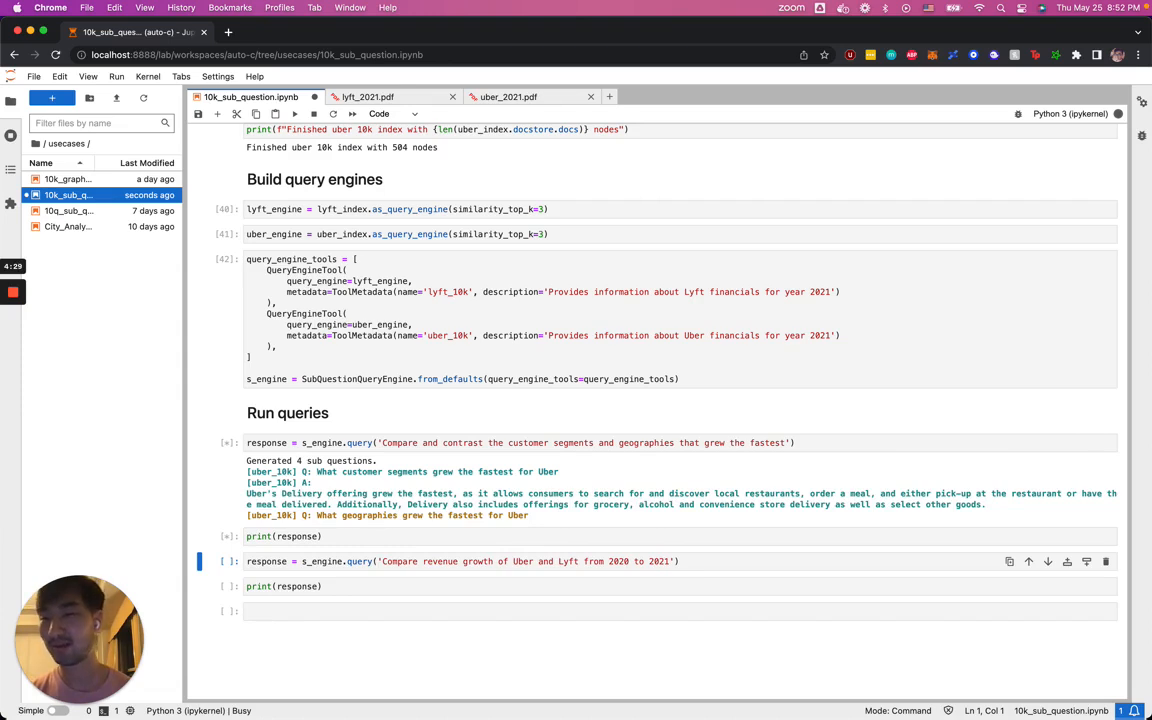 Chrome File Edit View History Bookmarks Profiles Tab Window Help
zoom Thu May 25 8:52 PM
10k_sub_ques... (auto-c) - Jup
localhost:8888/lab/workspaces/auto-c/tree/usecases/10k_sub_question.ipynb
File Edit View Run Kernel Tabs Settings Help
10k_sub_question.ipynb lyft_2021.pdf uber_2021.pdf
Code Python 3 (ipykernel)
Filter files by name
/ usecases /
Name Last Modified
10k_graph... a day ago
10k_sub_q... seconds ago
10q_sub_q... 7 days ago
City_Analy... 10 days ago
4:29
print(f"Finished uber 10k index with {len(uber_index.docstore.docs)} nodes")
Finished uber 10k index with 504 nodes
Build query engines
[40]: lyft_engine = lyft_index.as_query_engine(similarity_top_k=3)
[41]: uber_engine = uber_index.as_query_engine(similarity_top_k=3)
[42]: query_engine_tools = [
QueryEngineTool(
query_engine=lyft_engine,
metadata=ToolMetadata(name='lyft_10k', description='Provides information about Lyft financials for year 2021')
),
QueryEngineTool(
query_engine=uber_engine,
metadata=ToolMetadata(name='uber_10k', description='Provides information about Uber financials for year 2021')
),
]
s_engine = SubQuestionQueryEngine.from_defaults(query_engine_tools=query_engine_tools)
Run queries
[*]: response = s_engine.query('Compare and contrast the customer segments and geographies that grew the fastest')
Generated 4 sub questions.
[uber_10k] Q: What customer segments grew the fastest for Uber
[uber_10k] A:
Uber's Delivery offering grew the fastest, as it allows consumers to search for and discover local restaurants, order a meal, and either pick-up at the restaurant or have th
e meal delivered. Additionally, Delivery also includes offerings for grocery, alcohol and convenience store delivery as well as select other goods.
[uber_10k] Q: What geographies grew the fastest for Uber
[*]: print(response)
[ ]: response = s_engine.query('Compare revenue growth of Uber and Lyft from 2020 to 2021')
[ ]: print(response)
[ ]:
Simple 0 1 Python 3 (ipykernel) | Busy Mode: Command Ln 1, Col 1 10k_sub_question.ipynb 1